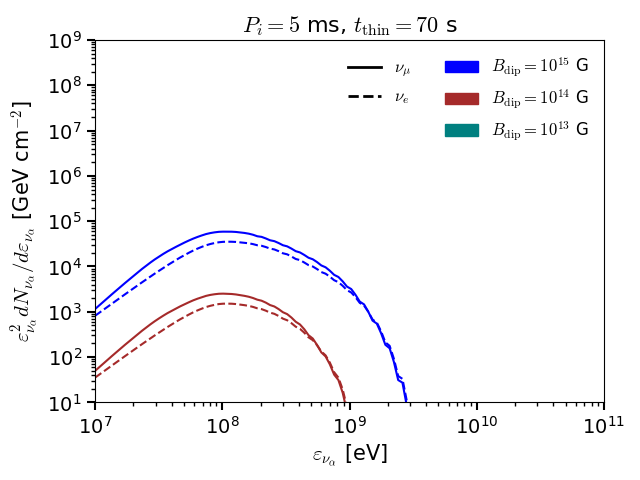 $P_i = 5$ ms, $t_{\rm thin} = 70$ s
$\varepsilon^2_{\nu_\alpha}\, dN_{\nu_\alpha}/d\varepsilon_{\nu_\alpha}$ [GeV cm$^{-2}$]
$10^9$
$10^8$
$10^7$
$10^6$
$10^5$
$10^4$
$10^3$
$10^2$
$10^1$
$\nu_\mu$
$\nu_e$
$B_{\rm dip} = 10^{15}$ G
$B_{\rm dip} = 10^{14}$ G
$B_{\rm dip} = 10^{13}$ G
$10^7$ $10^8$ $10^9$ $10^{10}$ $10^{11}$
$\varepsilon_{\nu_\alpha}$ [eV]